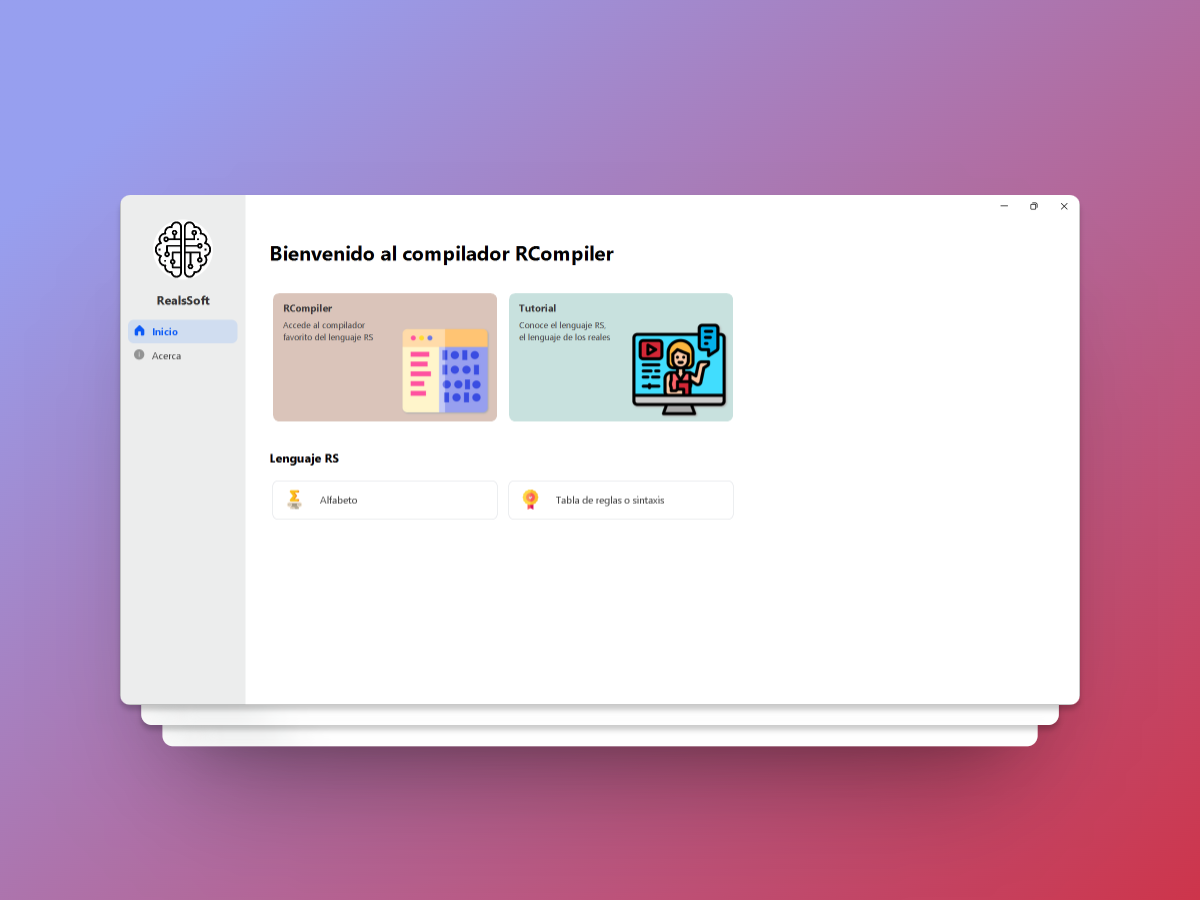 RealsSoft
Inicio
Acerca
Bienvenido al compilador RCompiler
RCompiler
Accede al compilador
favorito del lenguaje RS
Tutorial
Conoce el lenguaje RS,
el lenguaje de los reales
Lenguaje RS
Alfabeto
Tabla de reglas o sintaxis